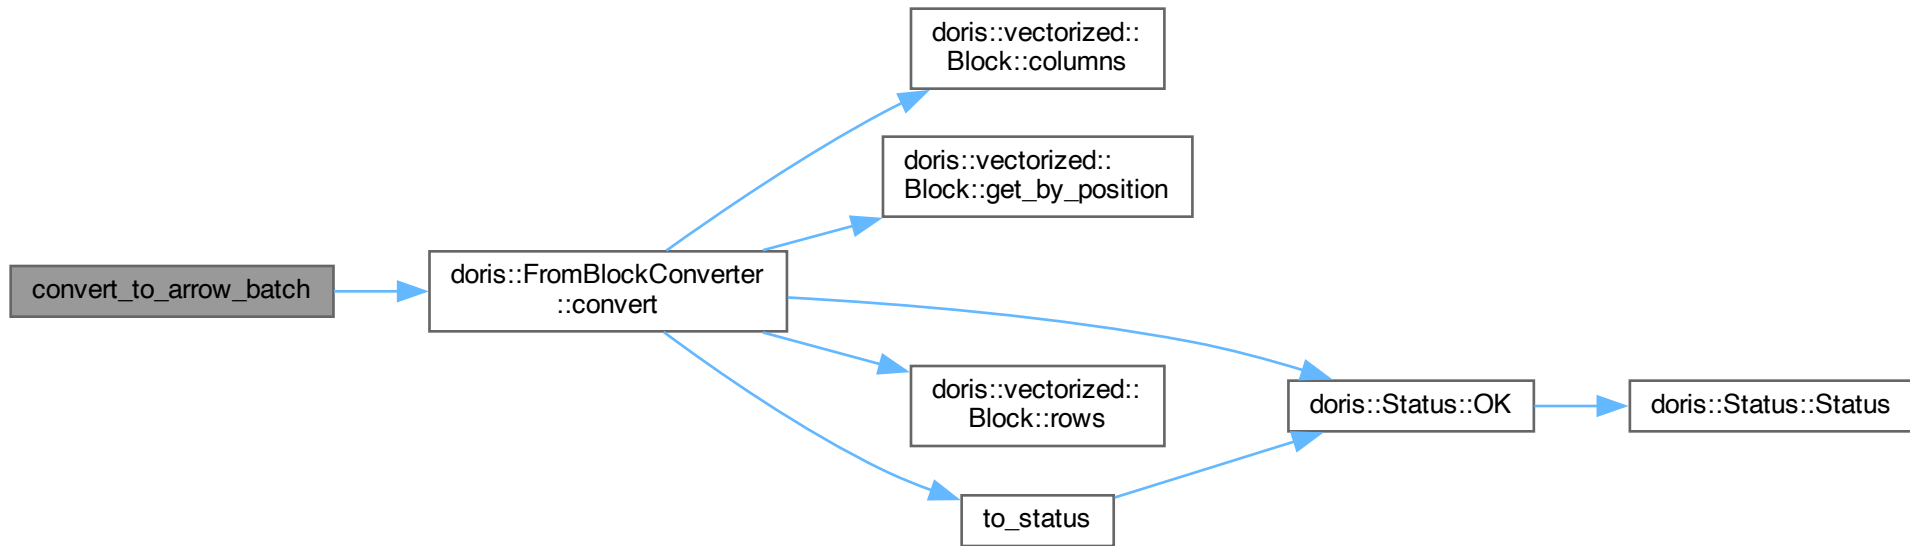 doris::vectorized::
Block::columns
doris::vectorized::
Block::get_by_position
convert_to_arrow_batch
doris::FromBlockConverter
::convert
doris::vectorized::
Block::rows
doris::Status::OK
doris::Status::Status
to_status